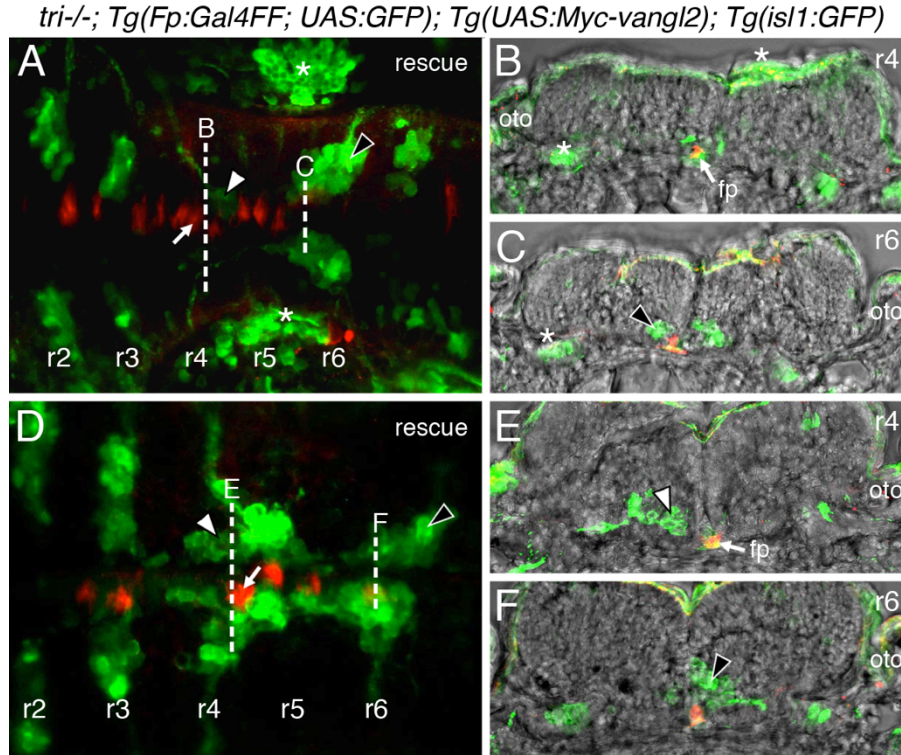 tri-/-; Tg(Fp:Gal4FF; UAS:GFP); Tg(UAS:Myc-vangl2); Tg(isl1:GFP)
A
rescue
*
B
C
*
r2 r3 r4 r5 r6
B
*
r4
oto
*
fp
C
r6
*
oto
D
rescue
E
F
r2 r3 r4 r5 r6
E
r4
oto
fp
F
r6
oto